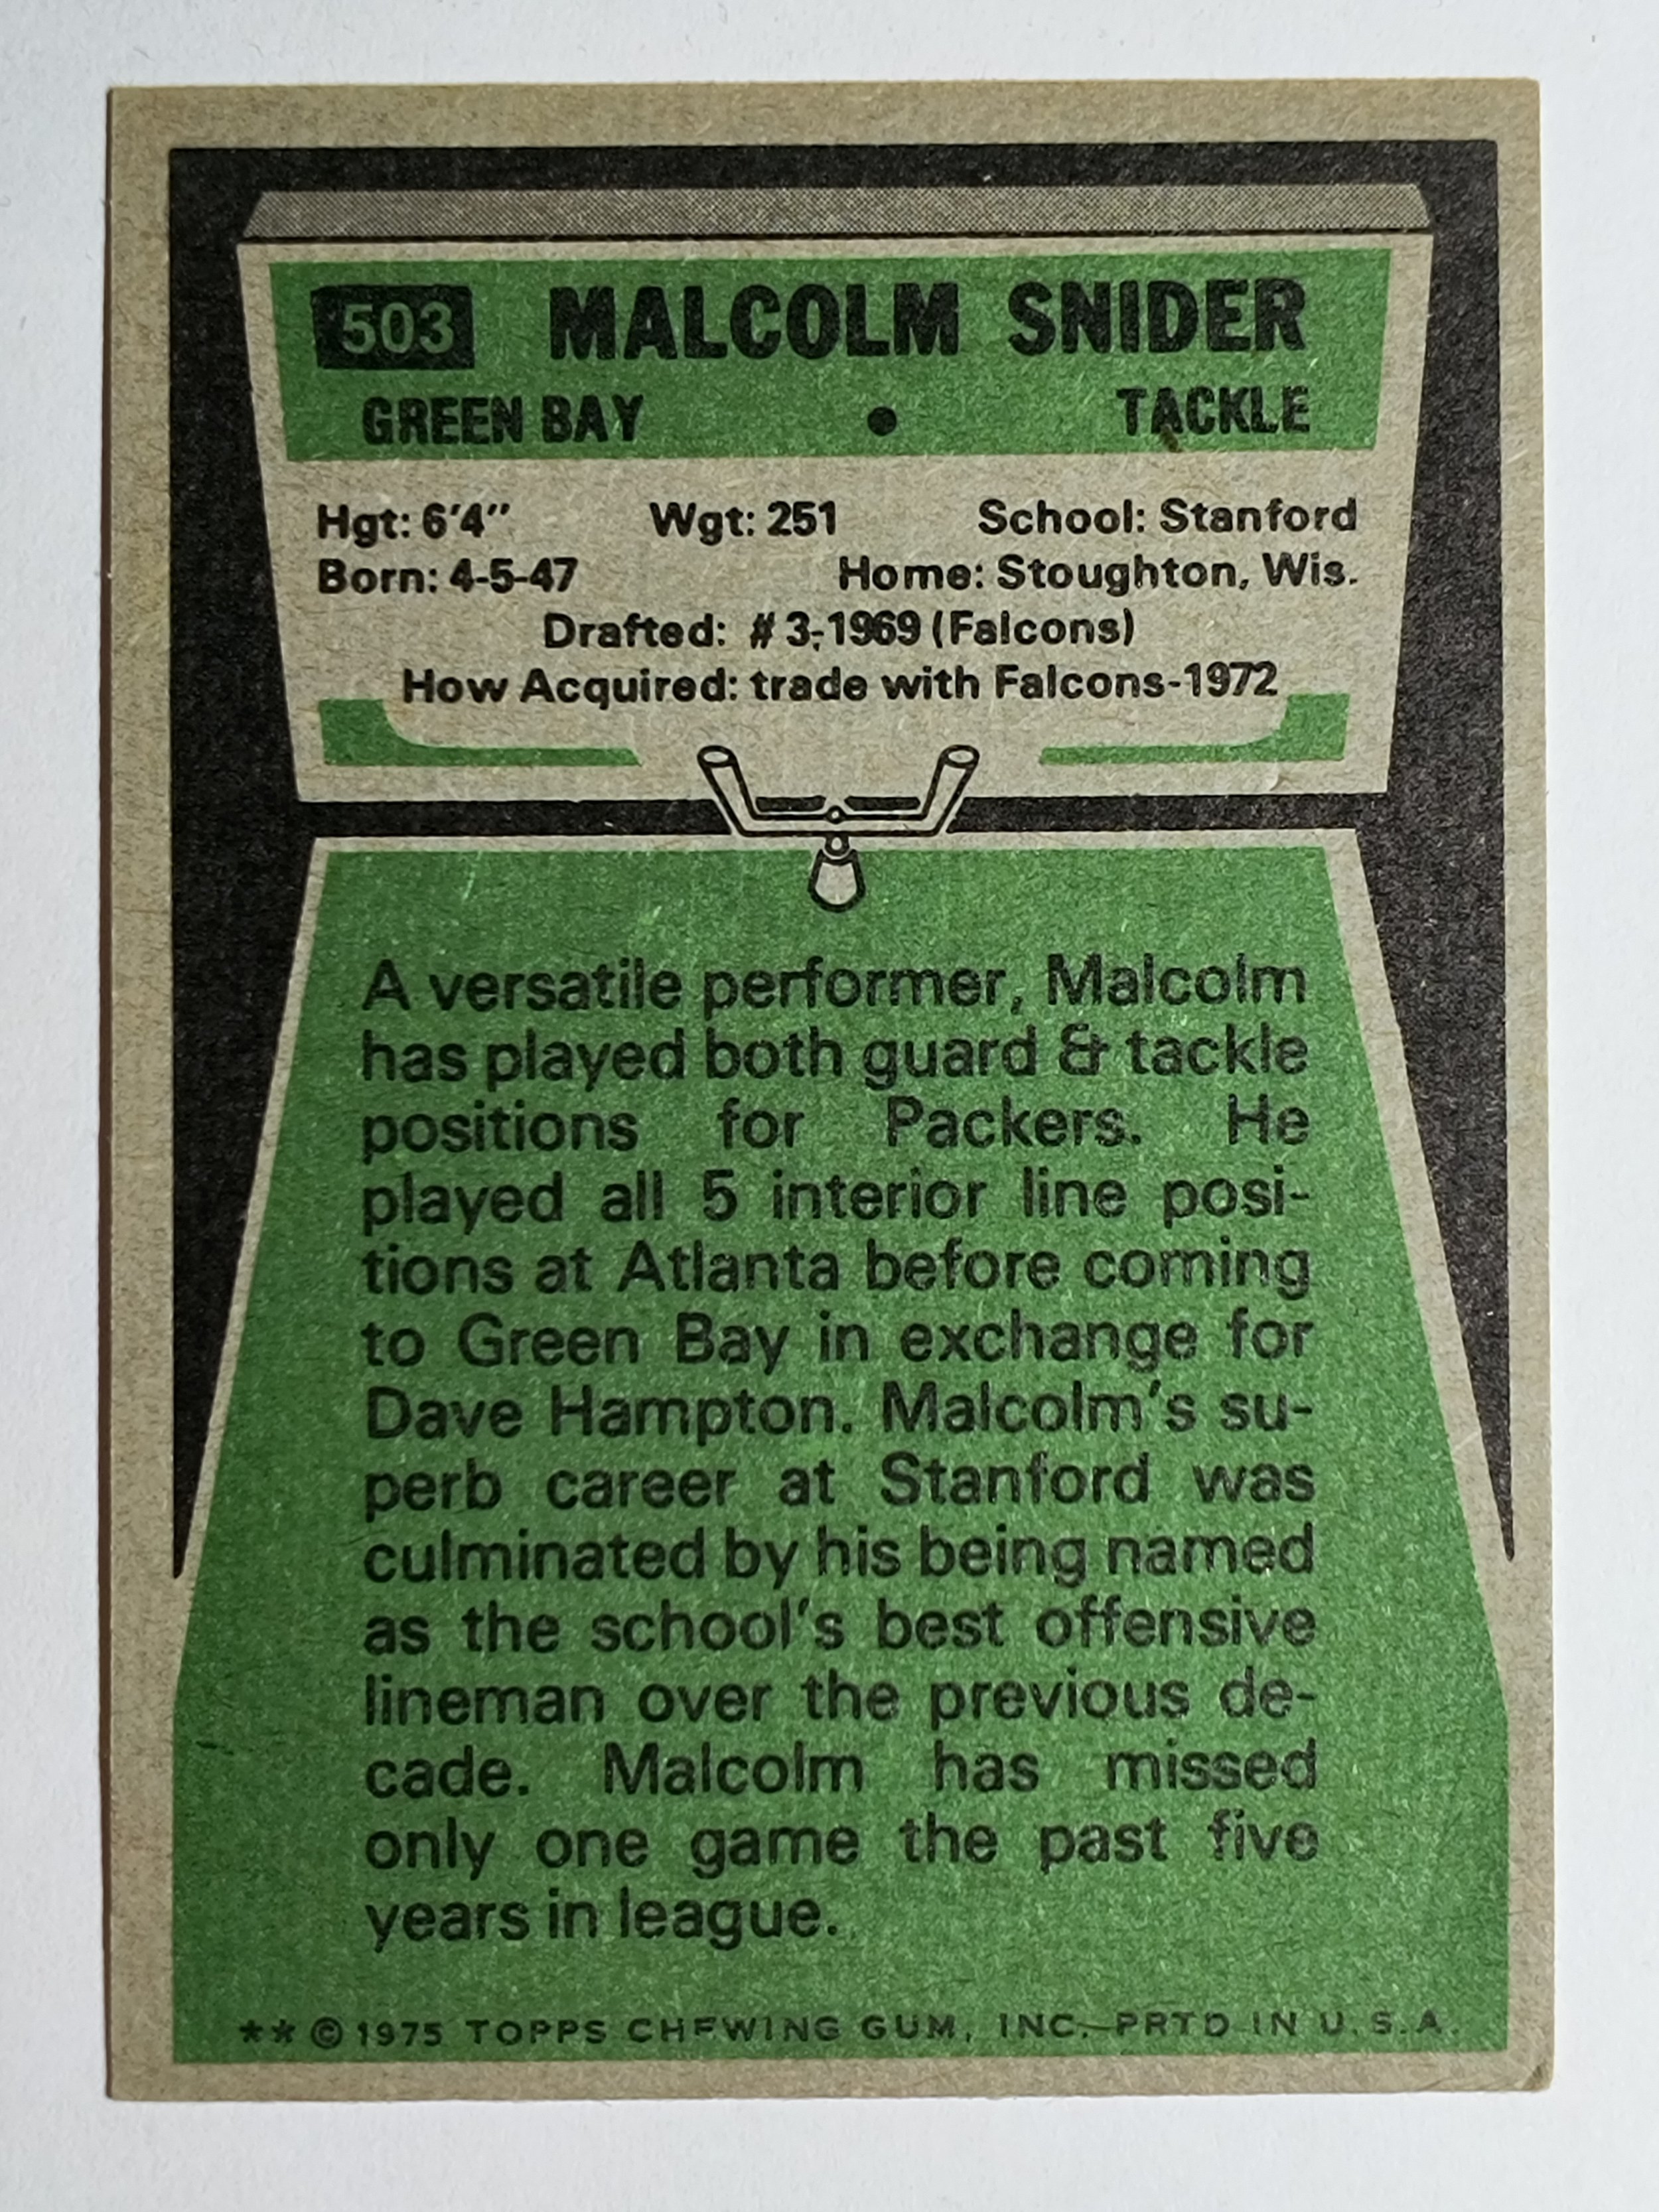 503 MALCOLM SNIDER
GREEN BAY • TACKLE
Hgt: 6'4" Wgt: 251 School: Stanford
Born: 4-5-47 Home: Stoughton, Wis.
Drafted: # 3-1969 (Falcons)
How Acquired: trade with Falcons-1972
A versatile performer, Malcolm
has played both guard & tackle
positions for Packers. He
played all 5 interior line posi-
tions at Atlanta before coming
to Green Bay in exchange for
Dave Hampton. Malcolm's su-
perb career at Stanford was
culminated by his being named
as the school's best offensive
lineman over the previous de-
cade. Malcolm has missed
only one game the past five
years in league.
** © 1975 TOPPS CHEWING GUM, INC. PRTD IN U.S.A.